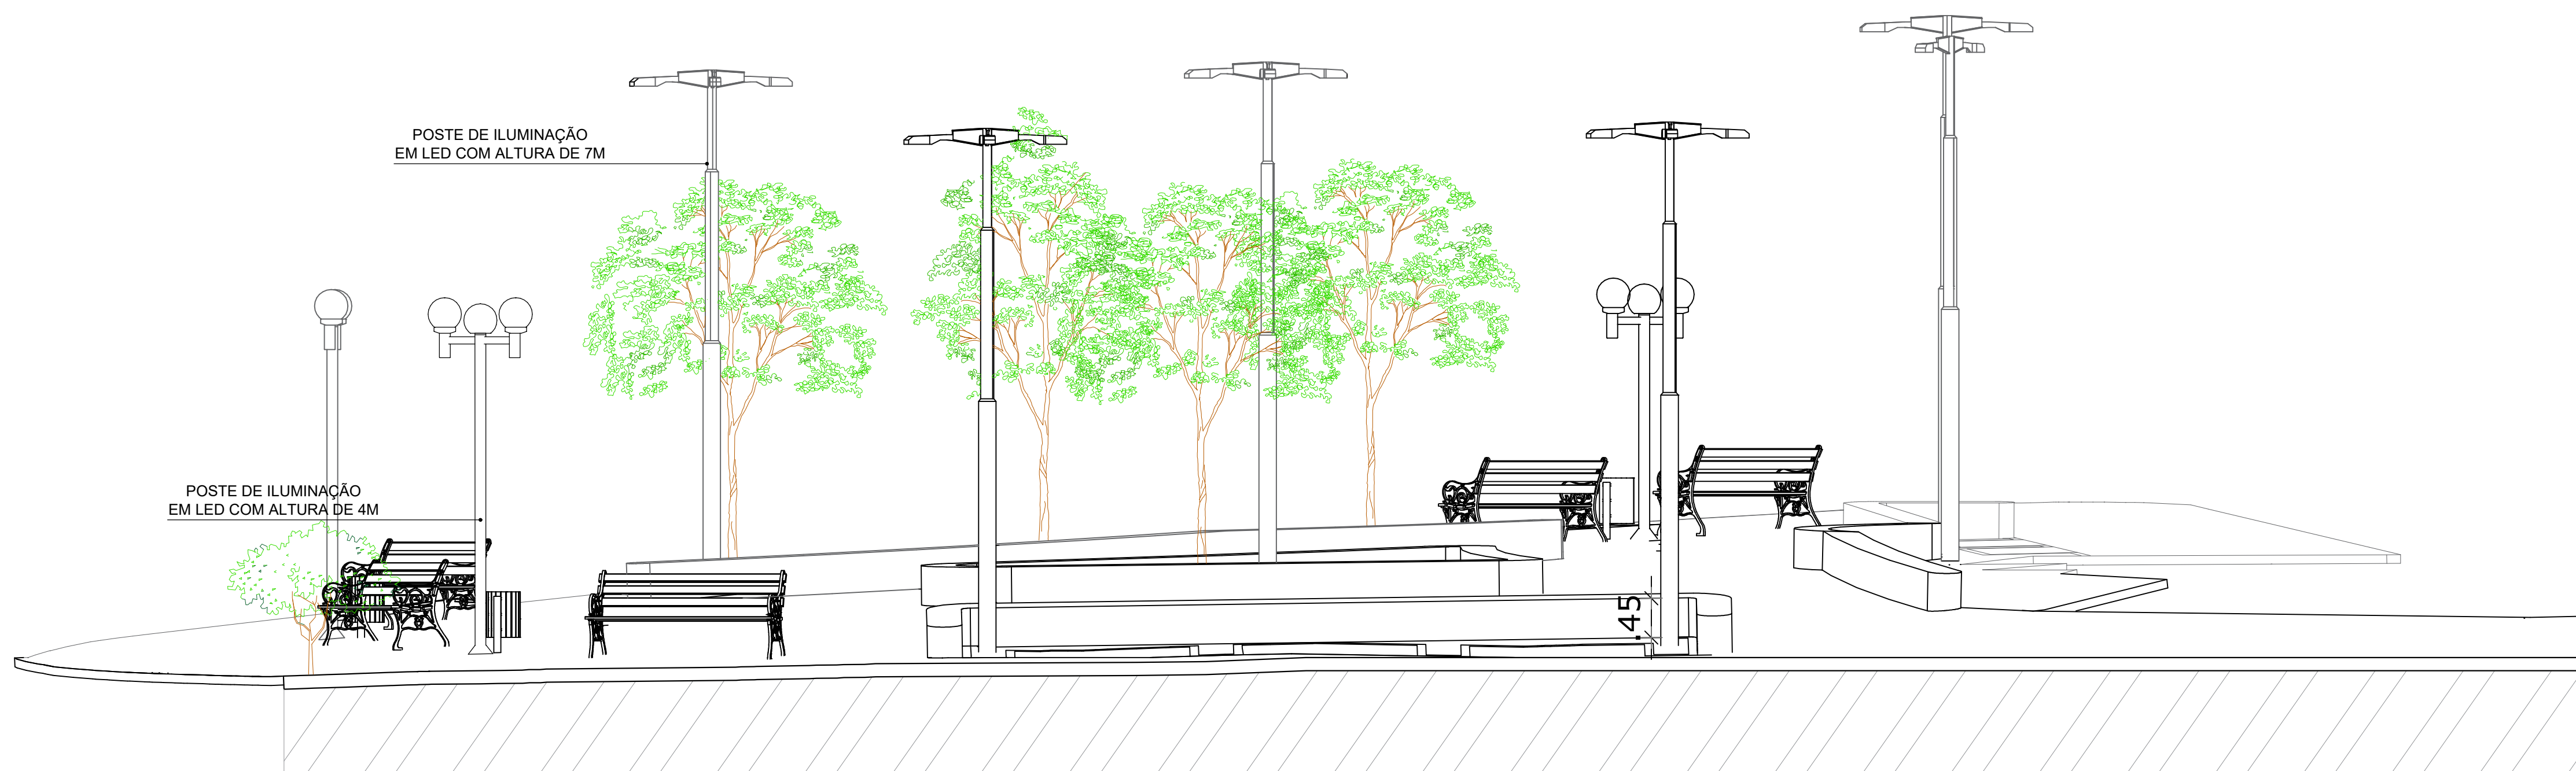 POSTE DE ILUMINAÇÃO
EM LED COM ALTURA DE 7M
POSTE DE ILUMINAÇÃO
EM LED COM ALTURA DE 4M
.45